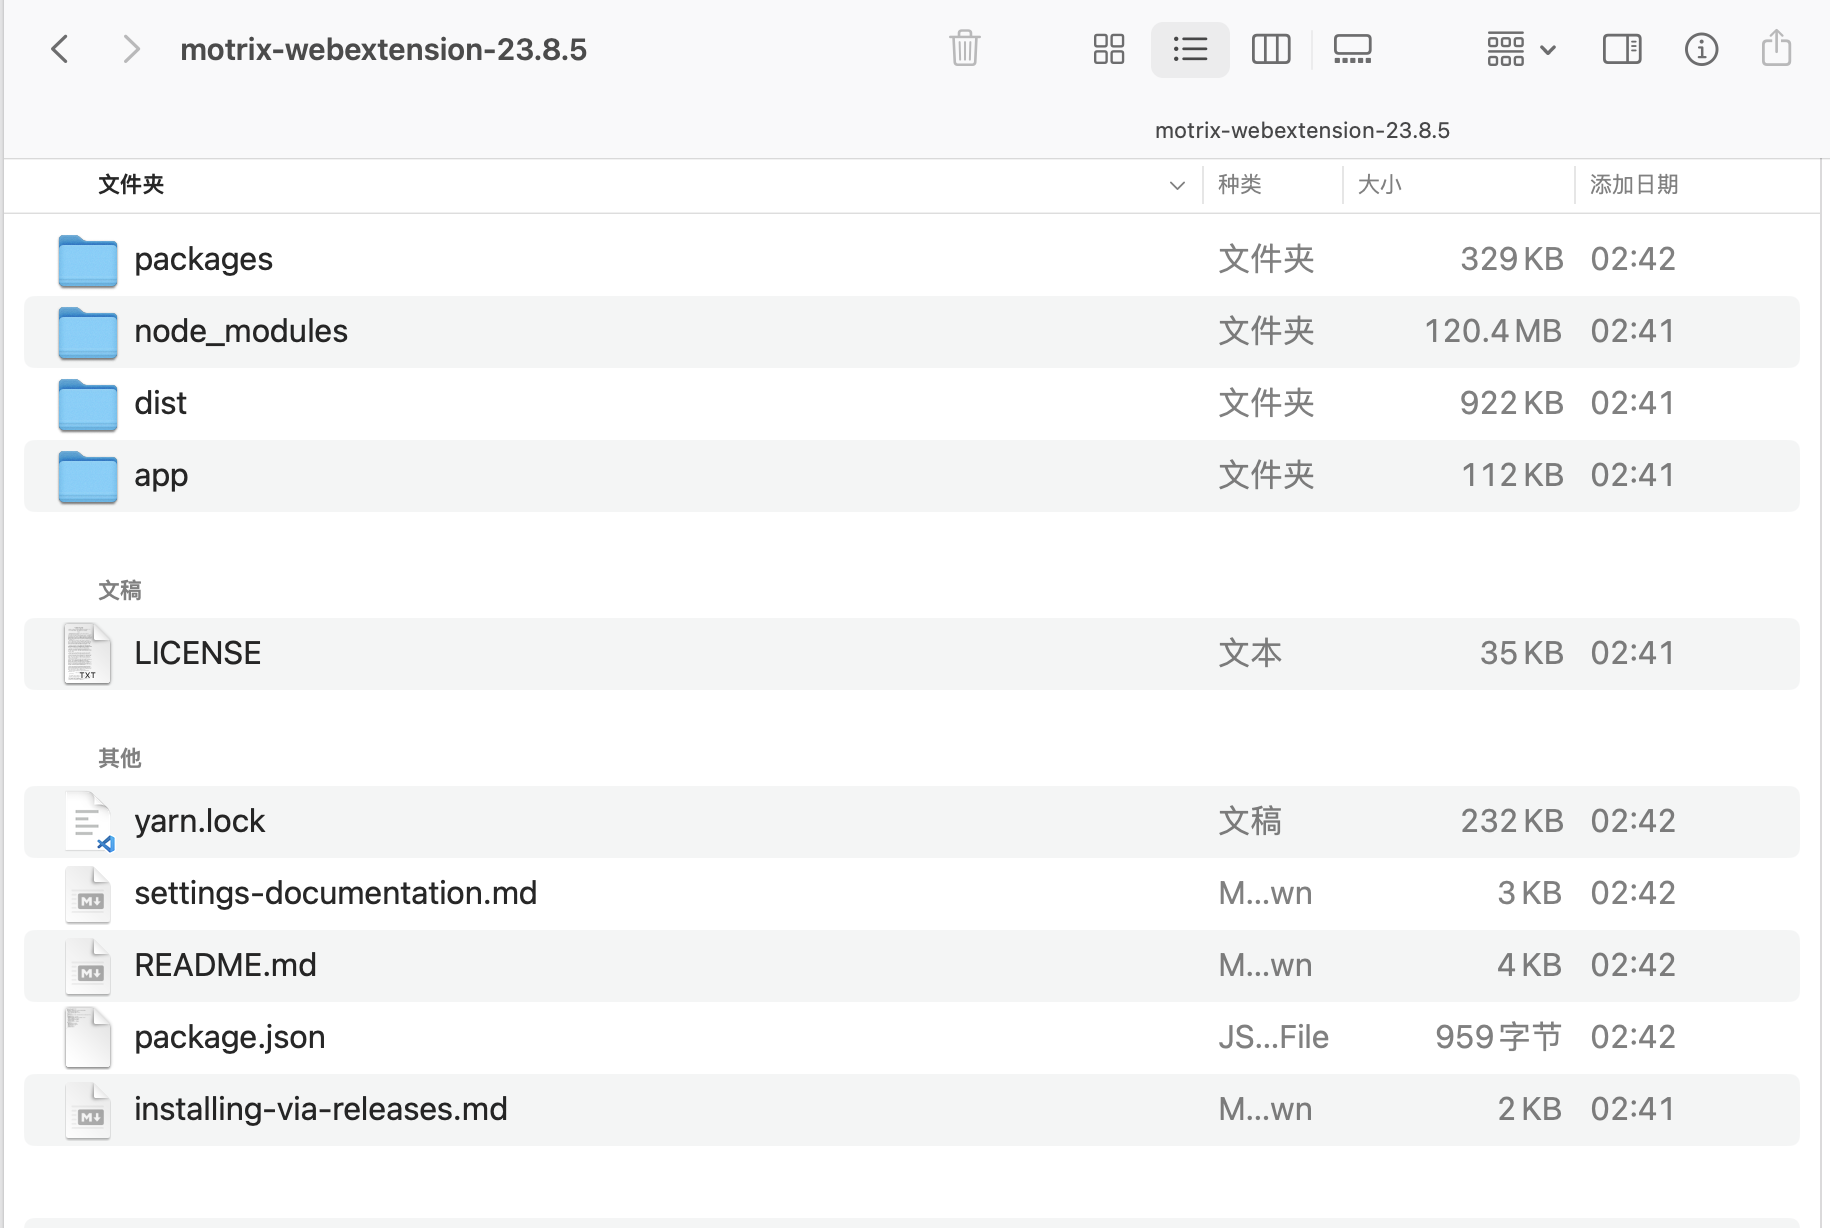 motrix-webextension-23.8.5
motrix-webextension-23.8.5
文件夹 种类 大小 添加日期
packages 文件夹 329 KB 02:42
node_modules 文件夹 120.4 MB 02:41
dist 文件夹 922 KB 02:41
app 文件夹 112 KB 02:41
文稿
LICENSE 文本 35 KB 02:41
其他
yarn.lock 文稿 232 KB 02:42
settings-documentation.md M...wn 3 KB 02:42
README.md M...wn 4 KB 02:42
package.json JS...File 959 字节 02:42
installing-via-releases.md M...wn 2 KB 02:41